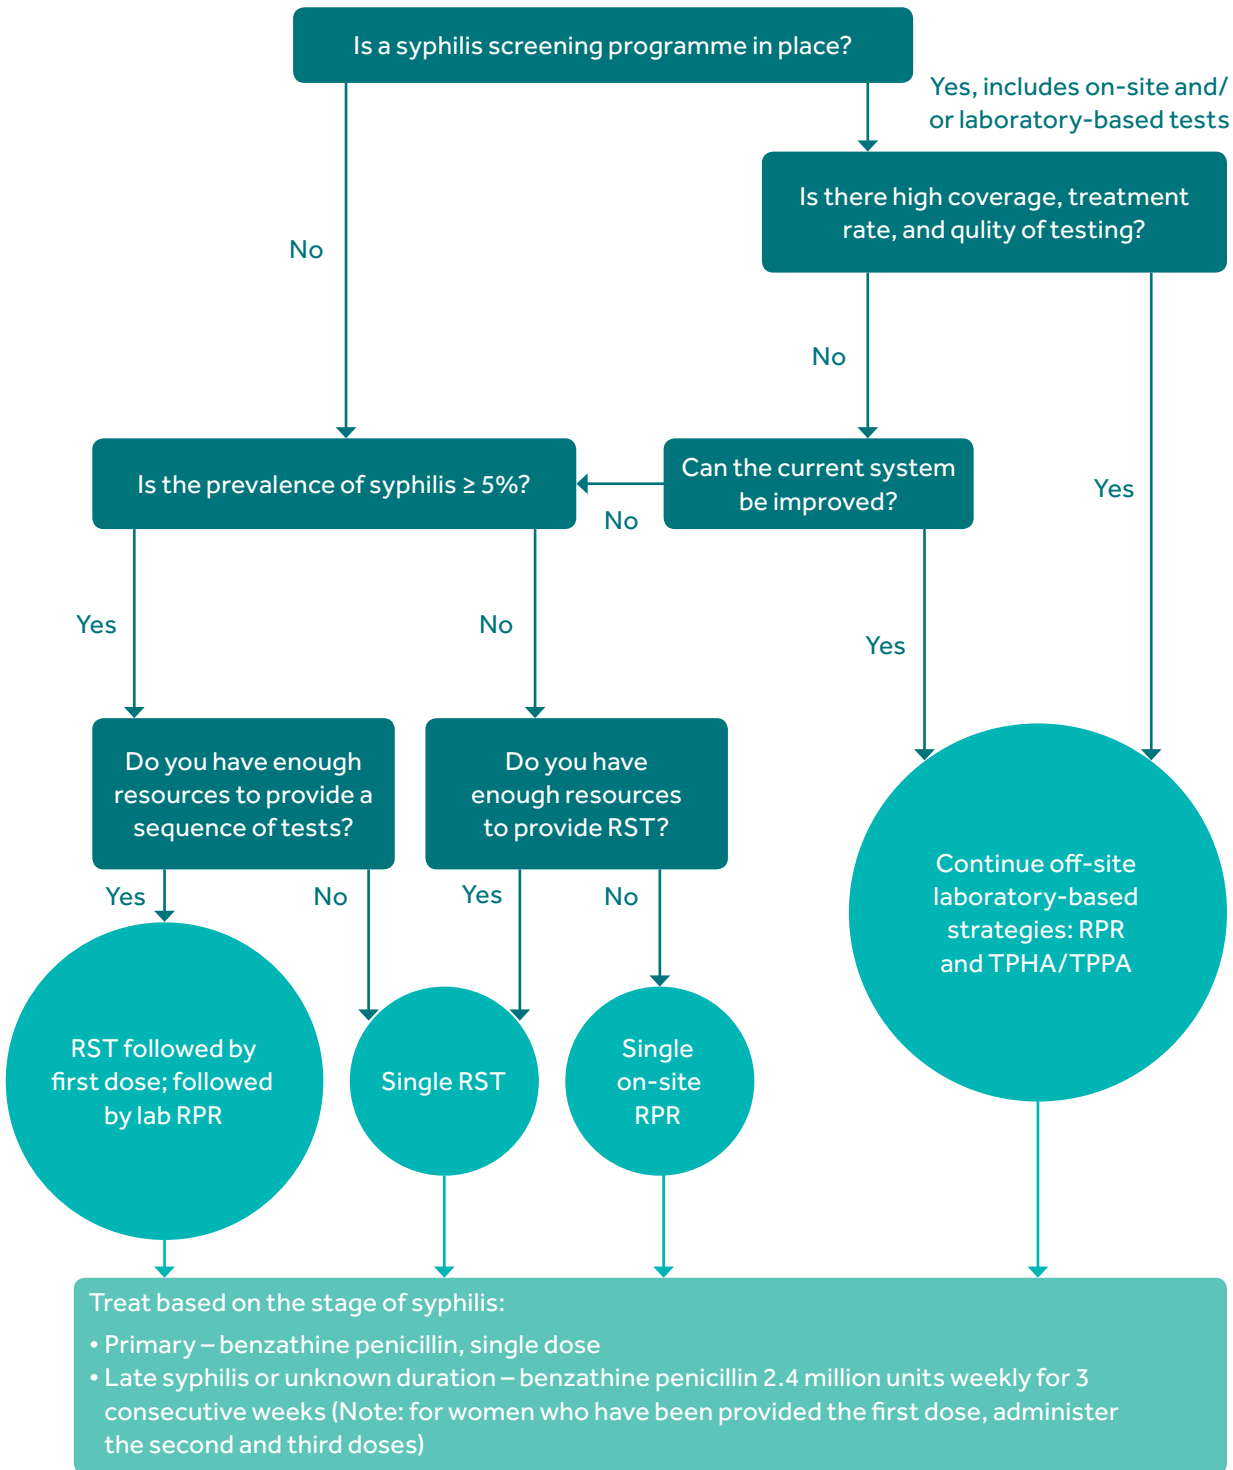 Is a syphilis screening programme in place?
Yes, includes on-site and/
or laboratory-based tests
Is there high coverage, treatment
rate, and qulity of testing?
No
No
Is the prevalence of syphilis ≥ 5%?
Can the current system
be improved?
No
Yes
Yes
No
Yes
Do you have enough
resources to provide a
sequence of tests?
Do you have
enough resources
to provide RST?
Yes
No
Yes
No
Continue off-site
laboratory-based
strategies: RPR
and TPHA/TPPA
RST followed by
first dose; followed
by lab RPR
Single RST
Single
on-site
RPR
Treat based on the stage of syphilis:
• Primary – benzathine penicillin, single dose
• Late syphilis or unknown duration – benzathine penicillin 2.4 million units weekly for 3
consecutive weeks (Note: for women who have been provided the first dose, administer
the second and third doses)